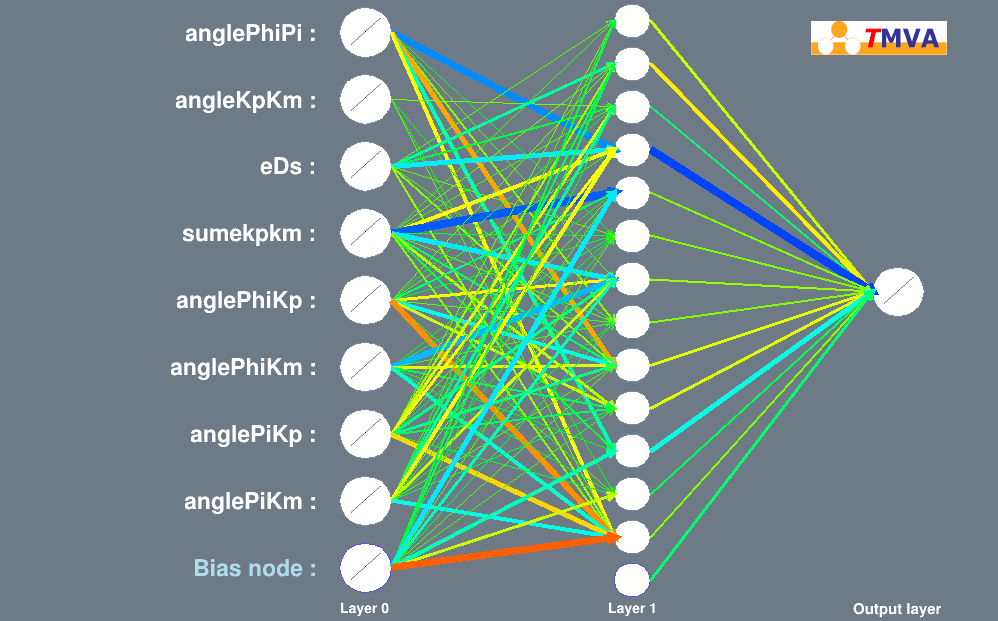 anglePhiPi :
TMVA
angleKpKm :
eDs :
sumekpkm :
anglePhiKp :
anglePhiKm :
anglePiKp :
anglePiKm :
Bias node :
Layer 0
Layer 1
Output layer